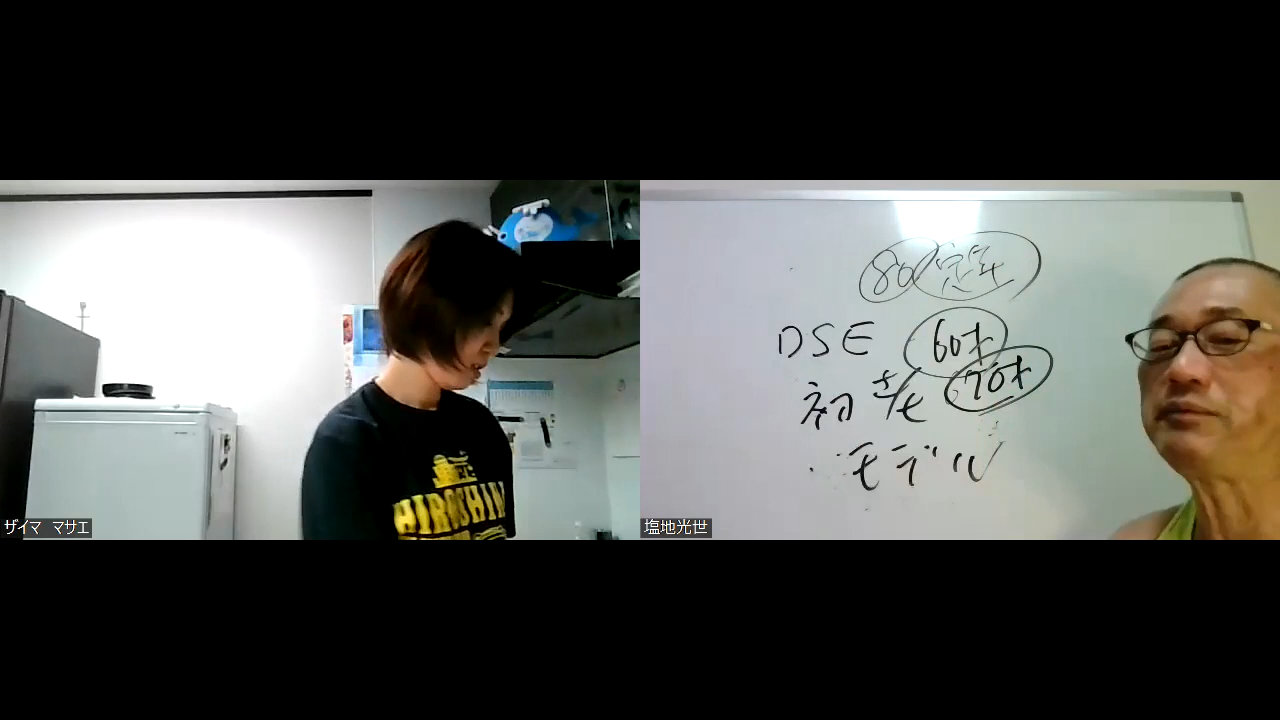 80 定年
DSE 60才
初老 70才
モデル
HIROSHIMA
ザイマ マサエ
塩地光世